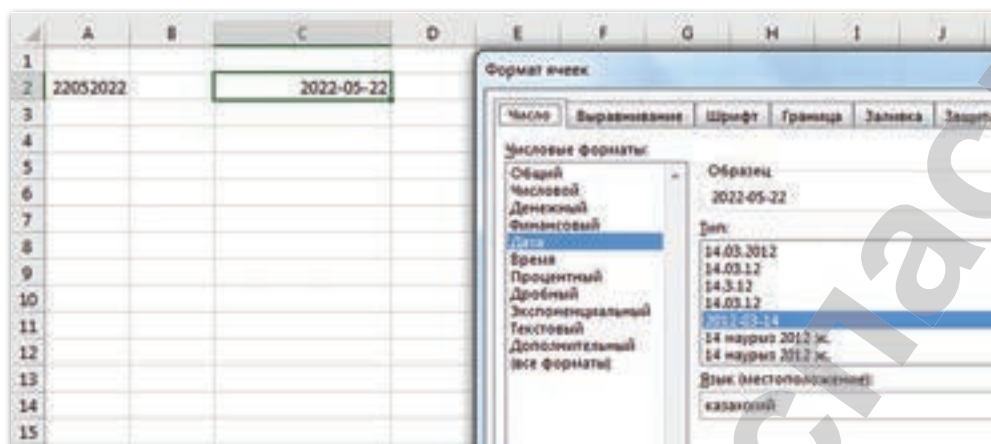 A B C D E F G H I J
1
2 22052022 2022-05-22
3
4
5
6
7
8
9
10
11
12
13
14
15
Формат ячеек
Число Выравнивание Шрифт Граница Заливка Защита
Числовые форматы:
Общий
Числовой
Денежный
Финансовый
Дата
Время
Процентный
Дробный
Экспоненциальный
Текстовый
Дополнительный
(все форматы)
Образец
2022-05-22
Тип:
14.03.2012
14.03.12
14.3.12
14.03.12
2012-03-14
14 наурыз 2012 ж.
14 наурыз 2012 ж.
Язык (местоположение):
казахский